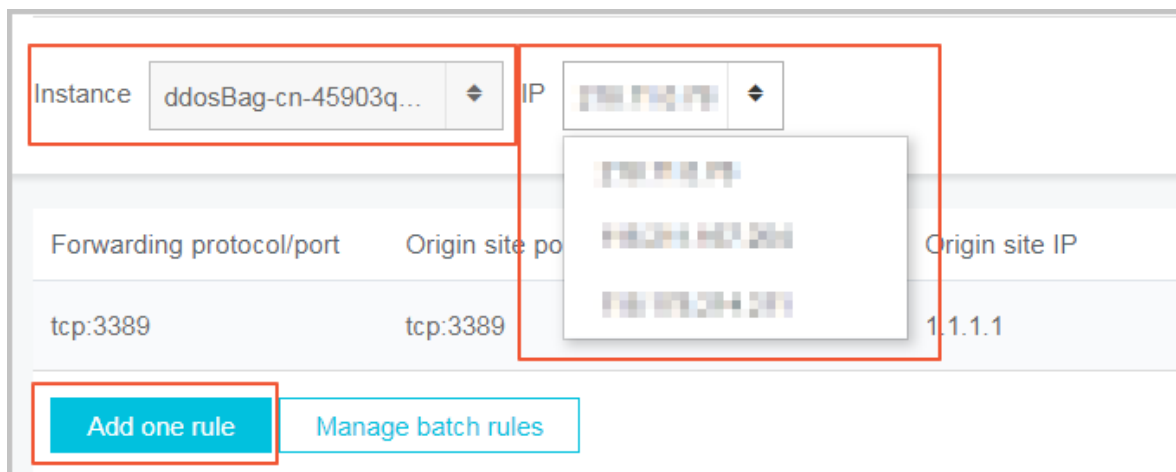 Instance ddosBag-cn-45903q... IP
Forwarding protocol/port Origin site po Origin site IP
tcp:3389 tcp:3389 1.1.1.1
Add one rule Manage batch rules